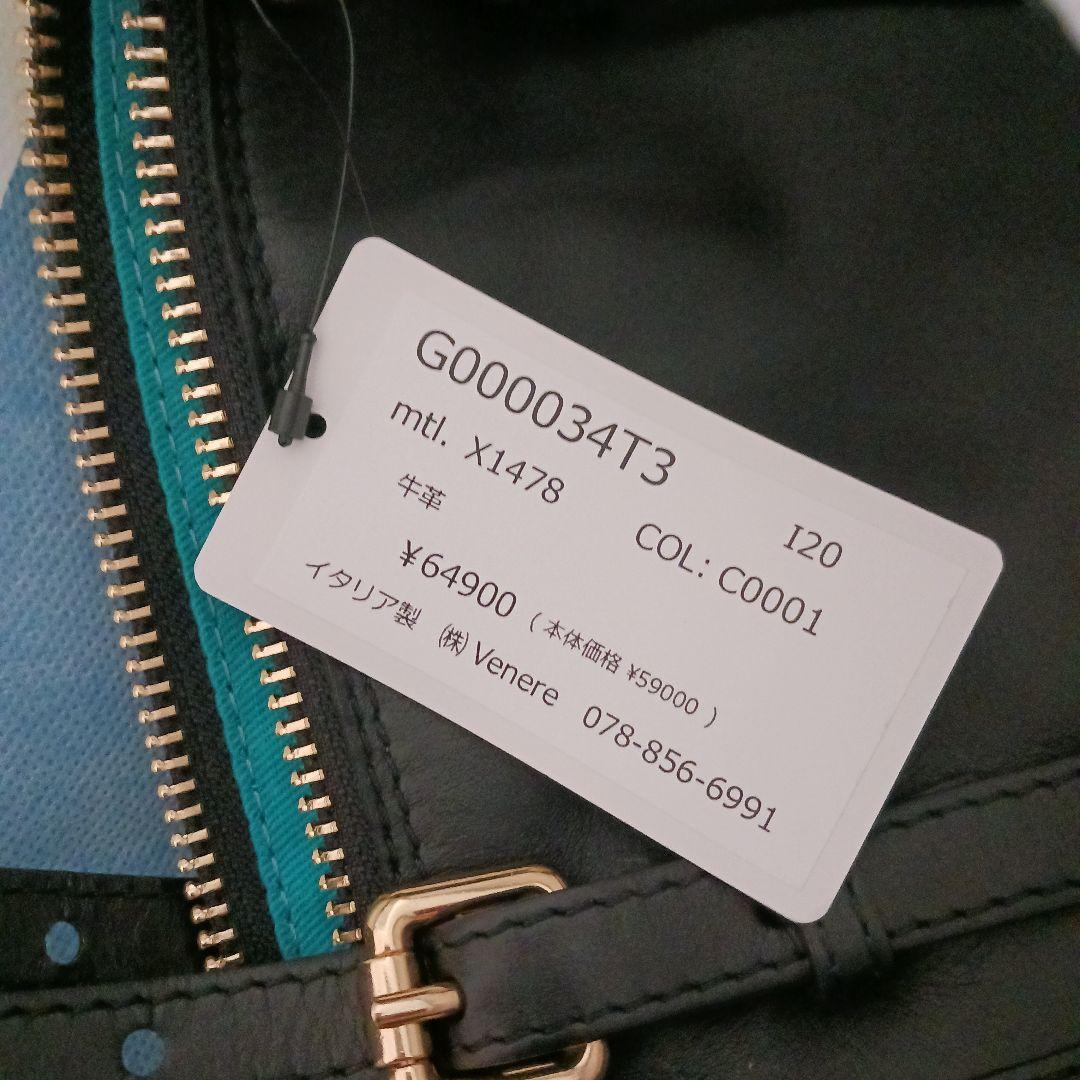 G000034T3
mtl. X1478 I20
牛革 COL: C0001
¥64900 ( 本体価格 ¥59000 )
イタリア製 ㈱ Venere 078-856-6991